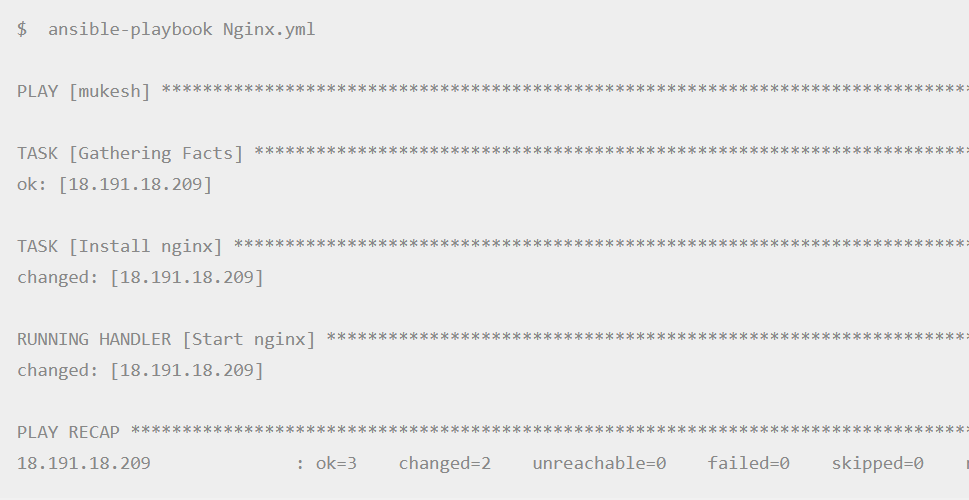 $  ansible-playbook Nginx.yml
PLAY [mukesh] ******************************************************************************
TASK [Gathering Facts] *********************************************************************
ok: [18.191.18.209]
TASK [Install nginx] ***********************************************************************
changed: [18.191.18.209]
RUNNING HANDLER [Start nginx] **************************************************************
changed: [18.191.18.209]
PLAY RECAP *********************************************************************************
18.191.18.209              : ok=3    changed=2    unreachable=0    failed=0    skipped=0